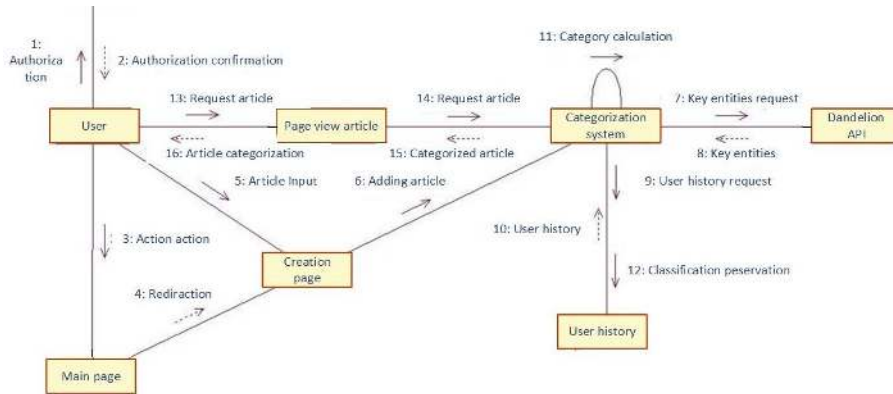 1:
Authoriza
tion
2: Authorization confirmation
11: Category calculation
13: Request article
14: Request article
7: Key entities request
User
Page view article
Categorization
system
Dandelion
API
16: Article categorization
15: Categorized article
8: Key entities
5: Article Input
6: Adding article
9: User history request
3: Action action
10: User history
Creation
page
12: Classification peservation
4: Rediraction
User history
Main page